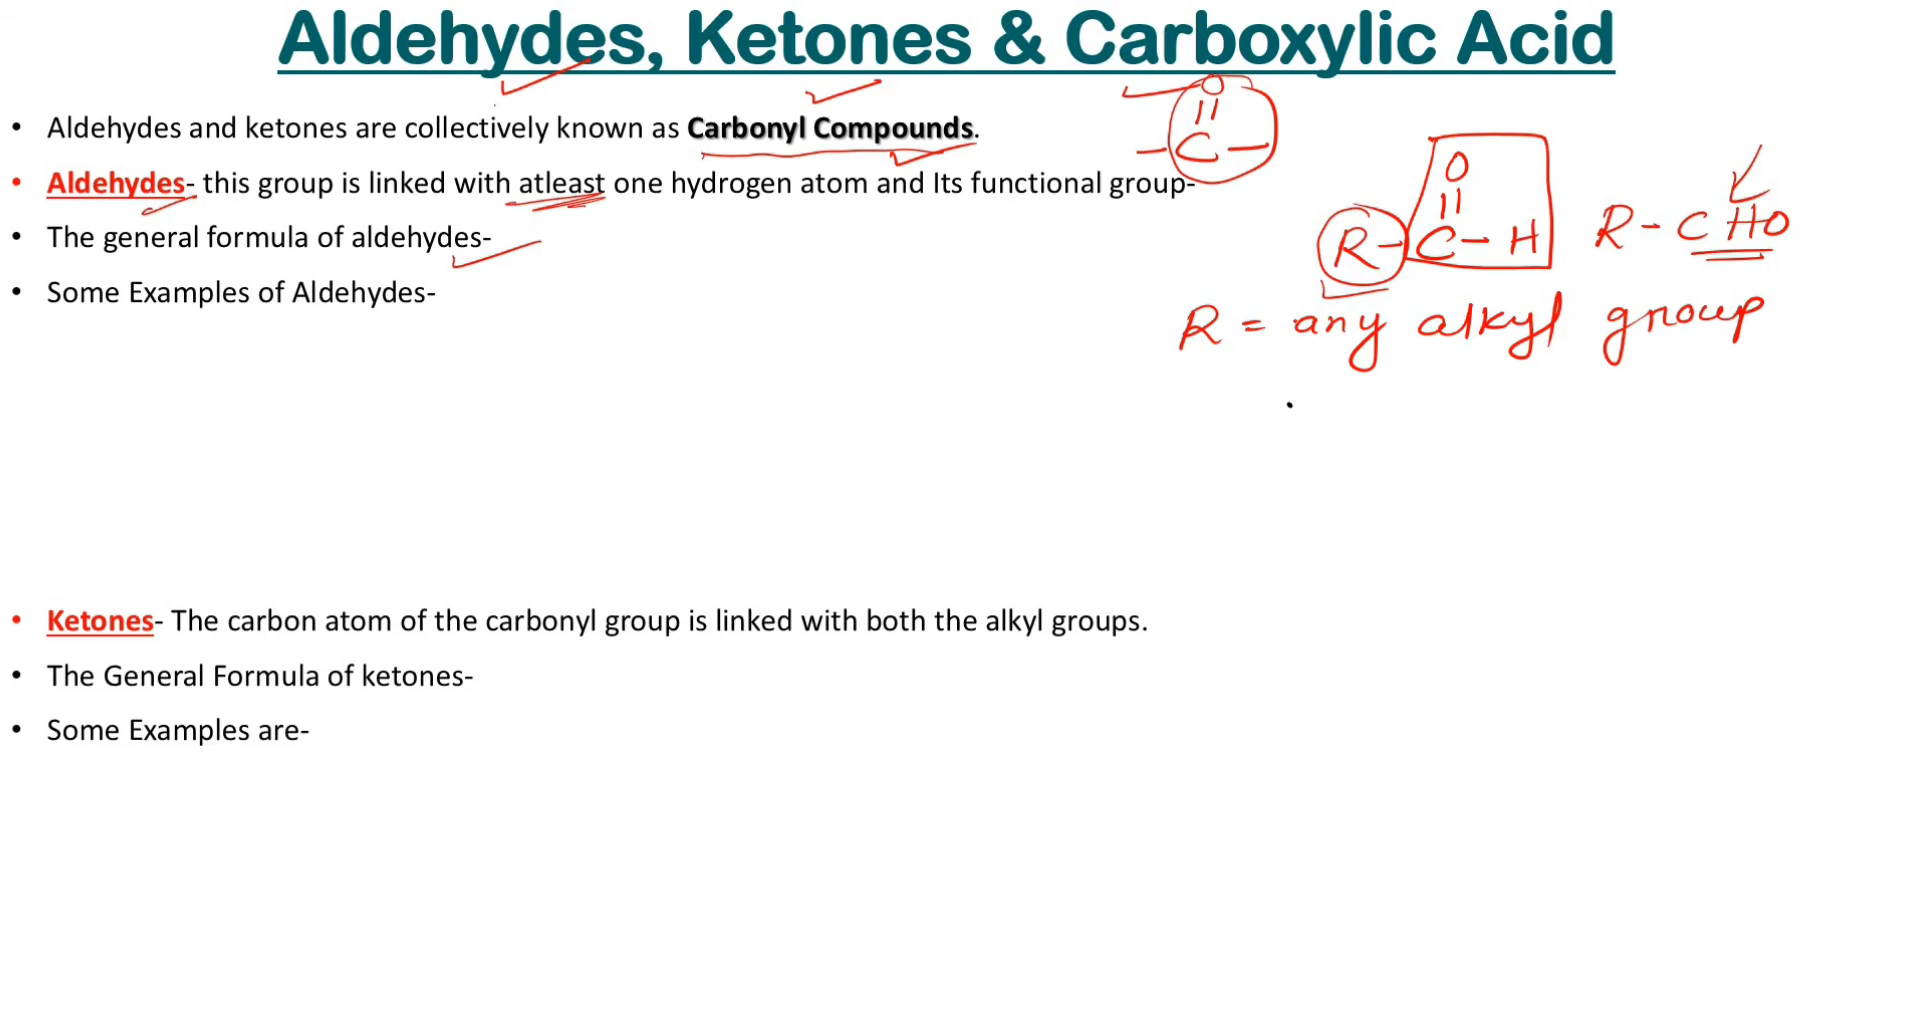 Aldehydes, Ketones & Carboxylic Acid
• Aldehydes and ketones are collectively known as Carbonyl Compounds.
O
||
– C –
• Aldehydes- this group is linked with atleast one hydrogen atom and Its functional group-
O
||
R – C – H
R – CHO
• The general formula of aldehydes-
• Some Examples of Aldehydes-
R = any alkyl group
• Ketones- The carbon atom of the carbonyl group is linked with both the alkyl groups.
• The General Formula of ketones-
• Some Examples are-